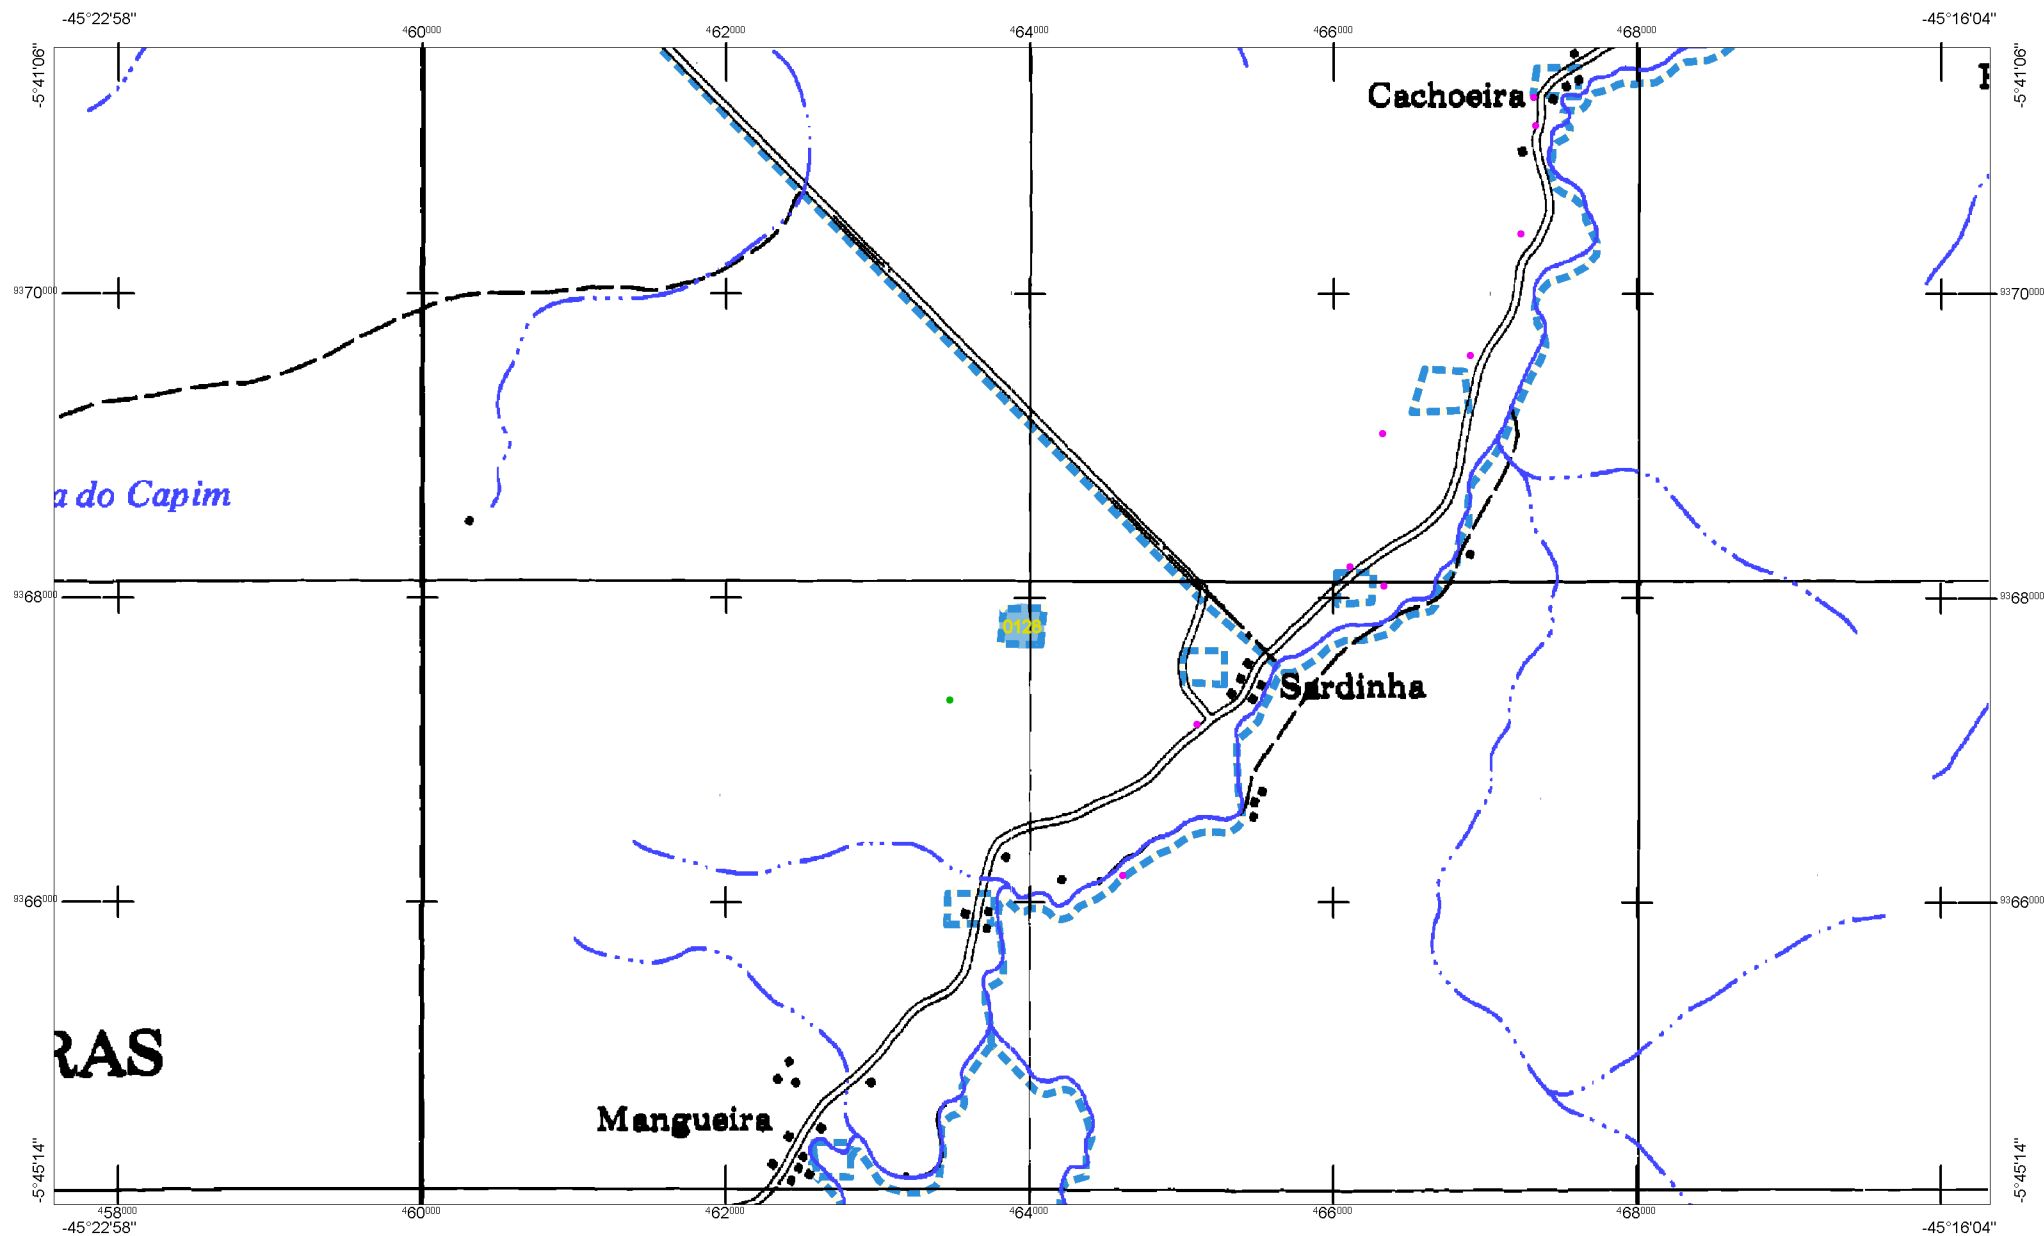 -45°22'58" -45°16'04"
460000 462000 464000 466000 468000
-5°41'06" -5°41'06"
Cachoeira
9370000 9370000
a do Capim
9368000 9368000
0128
Sardinha
9366000 9366000
RAS
Mangueira
-5°45'14" -5°45'14"
458000 460000 462000 464000 466000 468000
-45°22'58" -45°16'04"